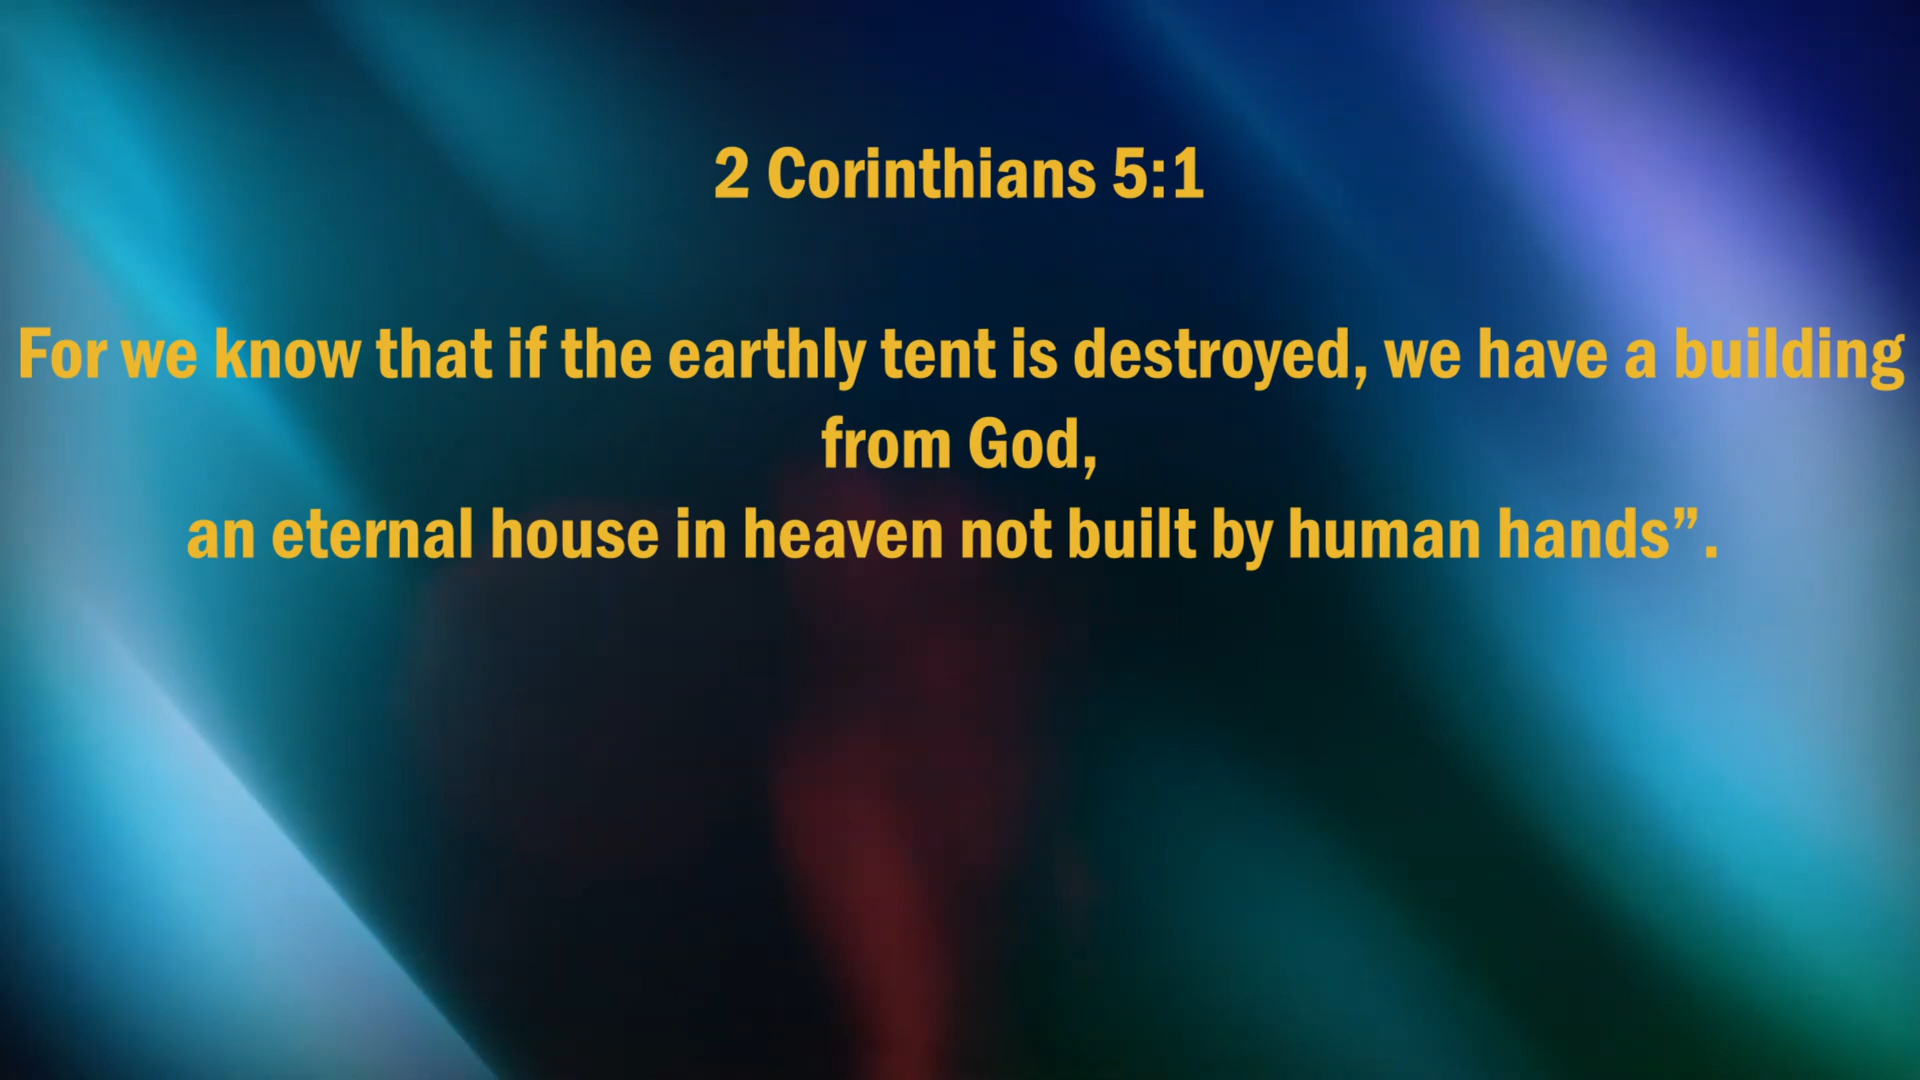 2 Corinthians 5:1
For we know that if the earthly tent is destroyed, we have a building
from God,
an eternal house in heaven not built by human hands”.